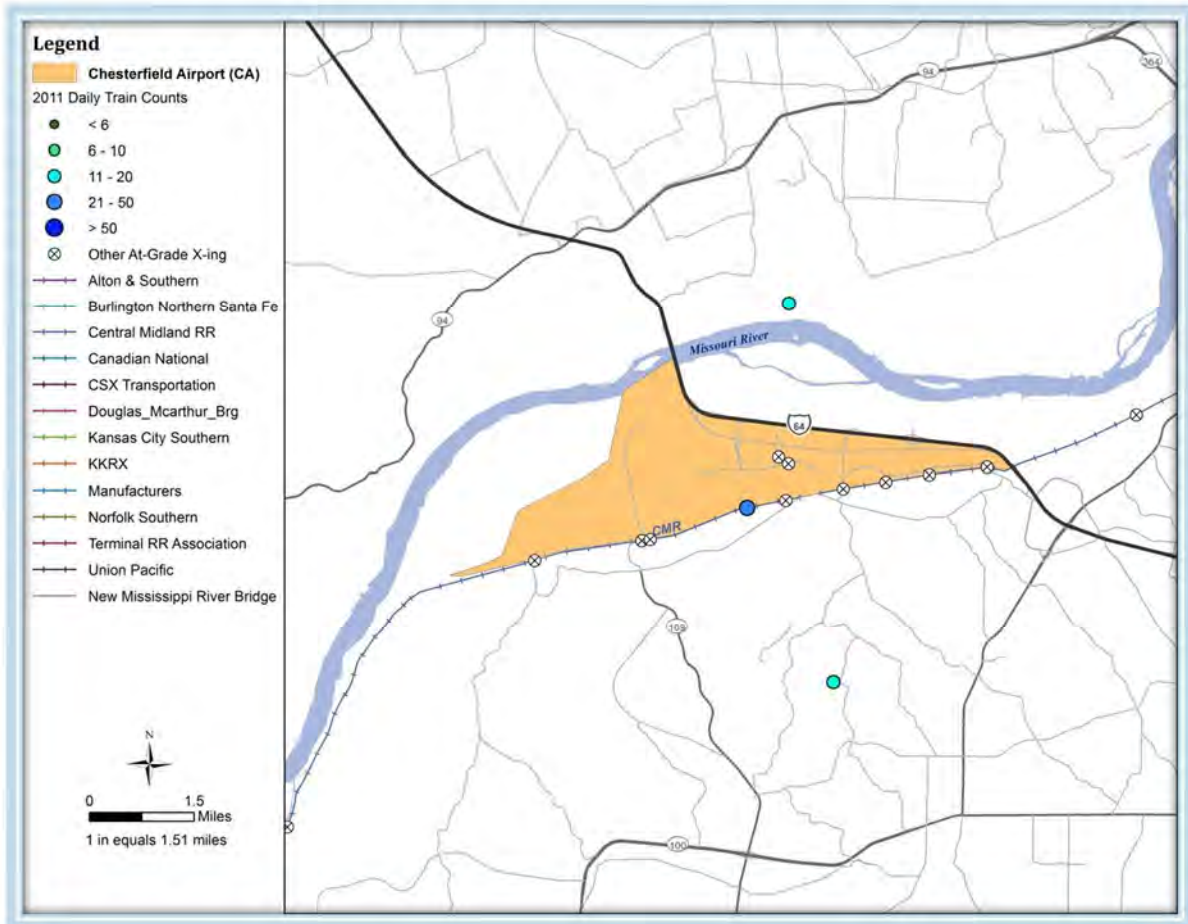 Legend
Chesterfield Airport (CA)
2011 Daily Train Counts
< 6
6 - 10
11 - 20
21 - 50
> 50
Other At-Grade X-ing
Alton & Southern
Burlington Northern Santa Fe
Central Midland RR
Canadian National
CSX Transportation
Douglas_Mcarthur_Brg
Kansas City Southern
KKRX
Manufacturers
Norfolk Southern
Terminal RR Association
Union Pacific
New Mississippi River Bridge
N
0 1.5
Miles
1 in equals 1.51 miles
94
364
94
Missouri River
64
CMR
109
100